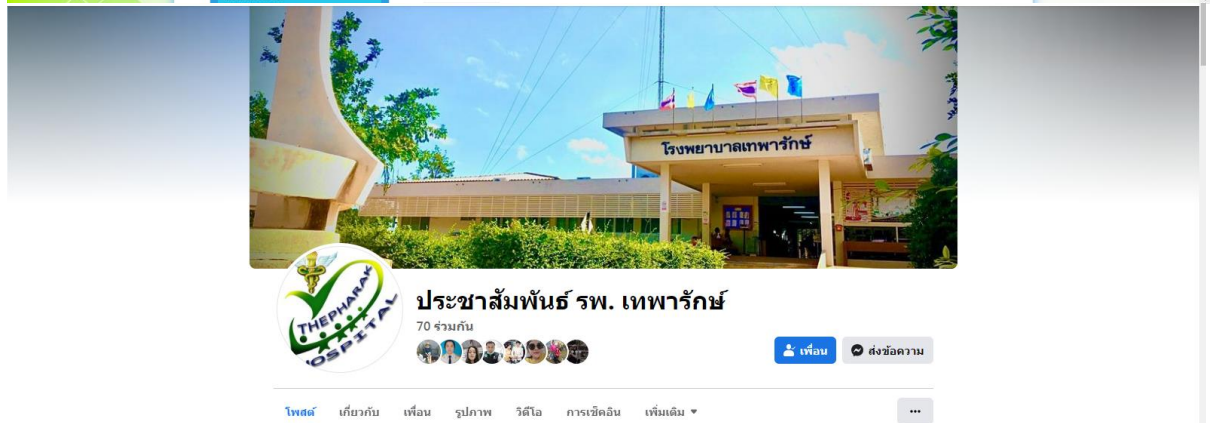 โรงพยาบาลเทพารักษ์
THEPHARAK
HOSPITAL
ประชาสัมพันธ์ รพ. เทพารักษ์
70 ร่วมกัน
เพื่อน
ส่งข้อความ
โพสต์ เกี่ยวกับ เพื่อน รูปภาพ วิดีโอ การเช็คอิน เพิ่มเติม